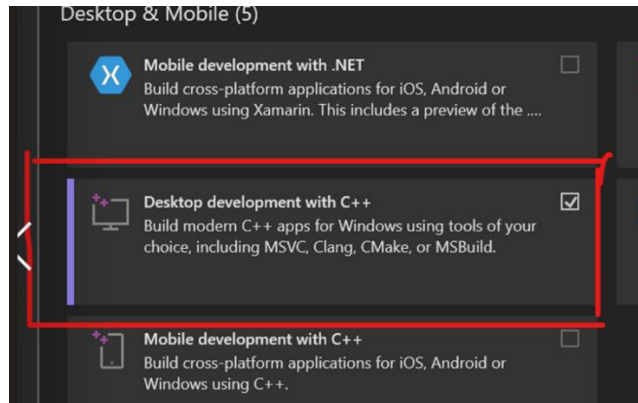 Desktop & Mobile (5)
Mobile development with .NET
Build cross-platform applications for iOS, Android or
Windows using Xamarin. This includes a preview of the ....
Desktop development with C++
Build modern C++ apps for Windows using tools of your
choice, including MSVC, Clang, CMake, or MSBuild.
Mobile development with C++
Build cross-platform applications for iOS, Android or
Windows using C++.